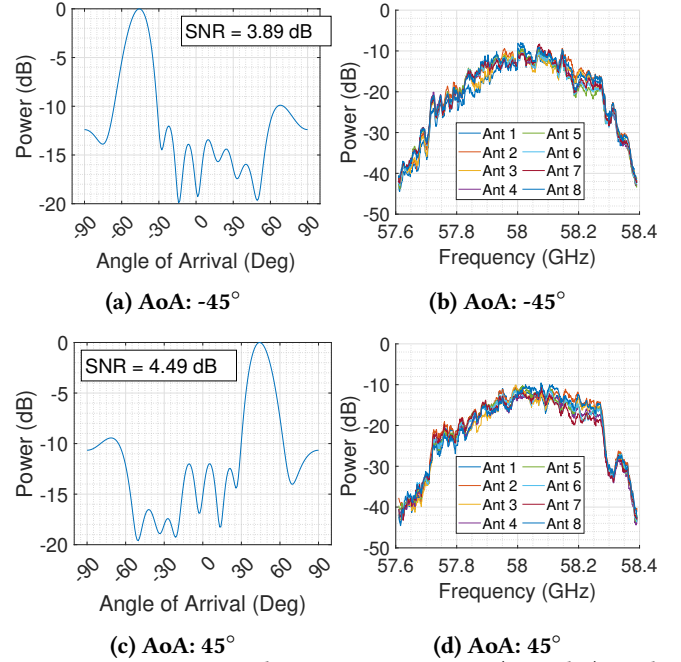 SNR = 3.89 dB
Power (dB)
0
-5
-10
-15
-20
-90
-60
-30
0
30
60
90
Angle of Arrival (Deg)
(a) AoA: -45°
Power (dB)
0
-10
-20
-30
-40
-50
Ant 1
Ant 2
Ant 3
Ant 4
Ant 5
Ant 6
Ant 7
Ant 8
57.6
57.8
58
58.2
58.4
Frequency (GHz)
(b) AoA: -45°
SNR = 4.49 dB
Power (dB)
0
-5
-10
-15
-20
-90
-60
-30
0
30
60
90
Angle of Arrival (Deg)
(c) AoA: 45°
Power (dB)
0
-10
-20
-30
-40
-50
Ant 1
Ant 2
Ant 3
Ant 4
Ant 5
Ant 6
Ant 7
Ant 8
57.6
57.8
58
58.2
58.4
Frequency (GHz)
(d) AoA: 45°